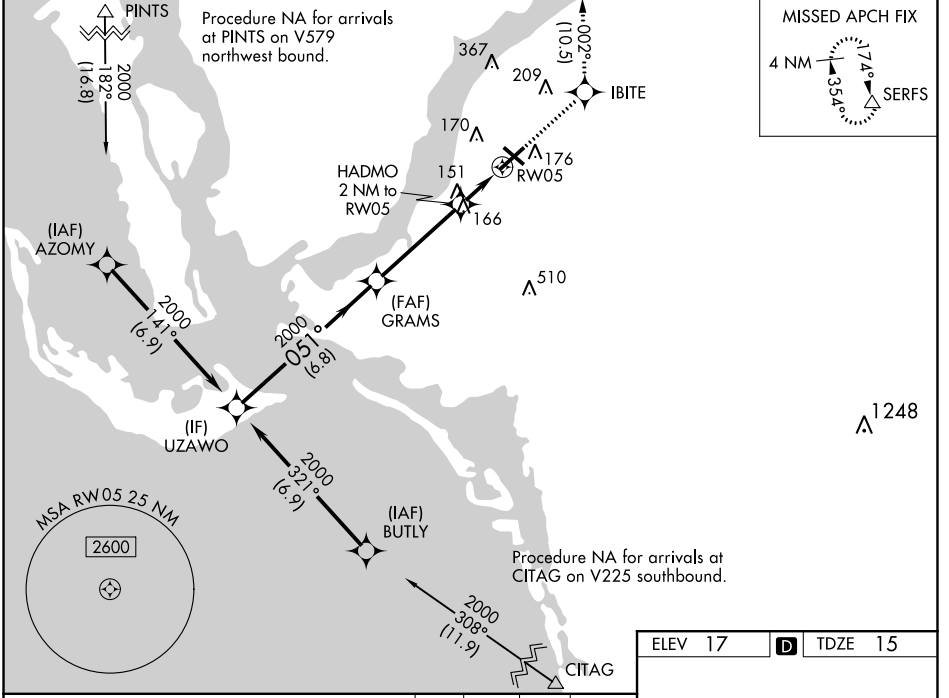 PINTS
2000
182°
(16.8)
Procedure NA for arrivals
at PINTS on V579
northwest bound.
367
209
002°
(10.5)
IBITE
MISSED APCH FIX
4 NM
174°
354°
SERFS
170
176
RW05
HADMO
2 NM to
RW05
151
166
(IAF)
AZOMY
510
(FAF)
GRAMS
2000
141°
(6.9)
2000
051°
(6.8)
(IF)
UZAWO
1248
2000
321°
(6.9)
(IAF)
BUTLY
MSA RW05 25 NM
2600
Procedure NA for arrivals at
CITAG on V225 southbound.
2000
308°
(11.9)
CITAG
ELEV 17 D TDZE 15